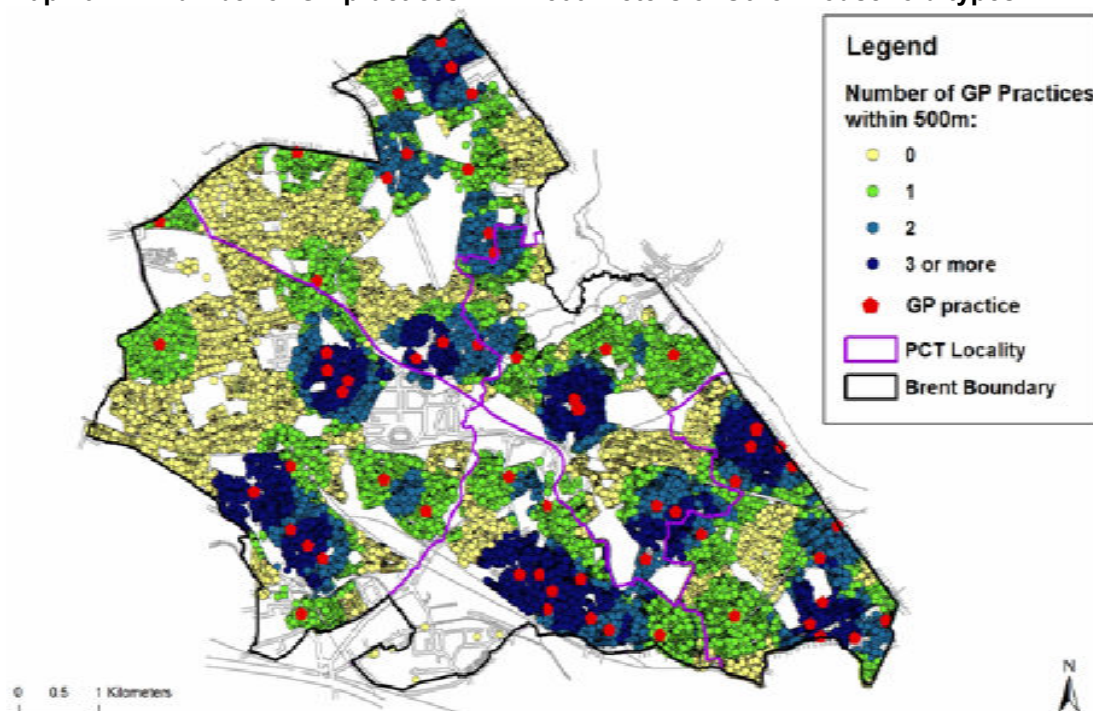 Legend
Number of GP Practices
within 500m:
0
1
2
3 or more
GP practice
PCT Locality
Brent Boundary
N
0 0.5 1 Kilometers